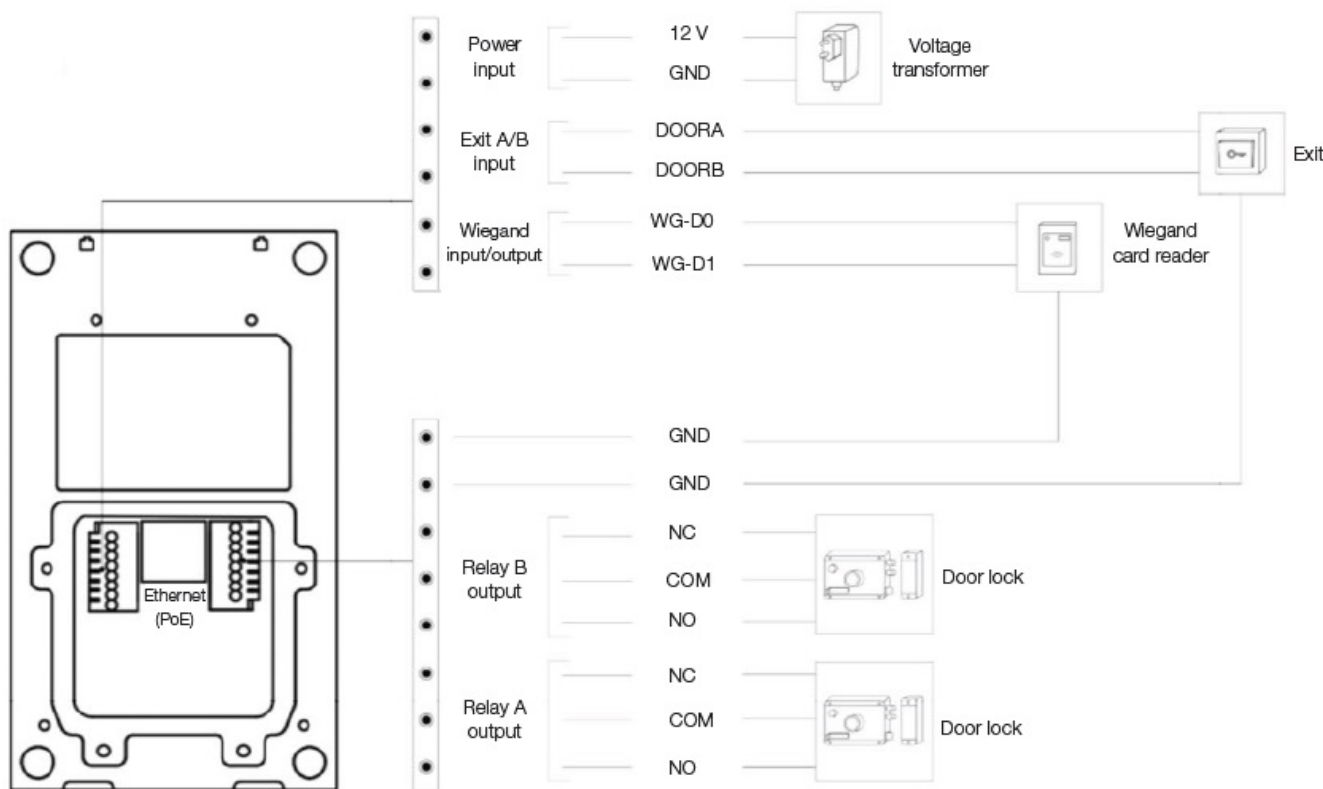 Power
input
12 V
GND
Voltage
transformer
Exit A/B
input
DOORA
DOORB
Exit
Wiegand
input/output
WG-D0
WG-D1
Wiegand
card reader
GND
GND
Relay B
output
NC
COM
NO
Door lock
Relay A
output
NC
COM
NO
Door lock
Ethernet
(PoE)